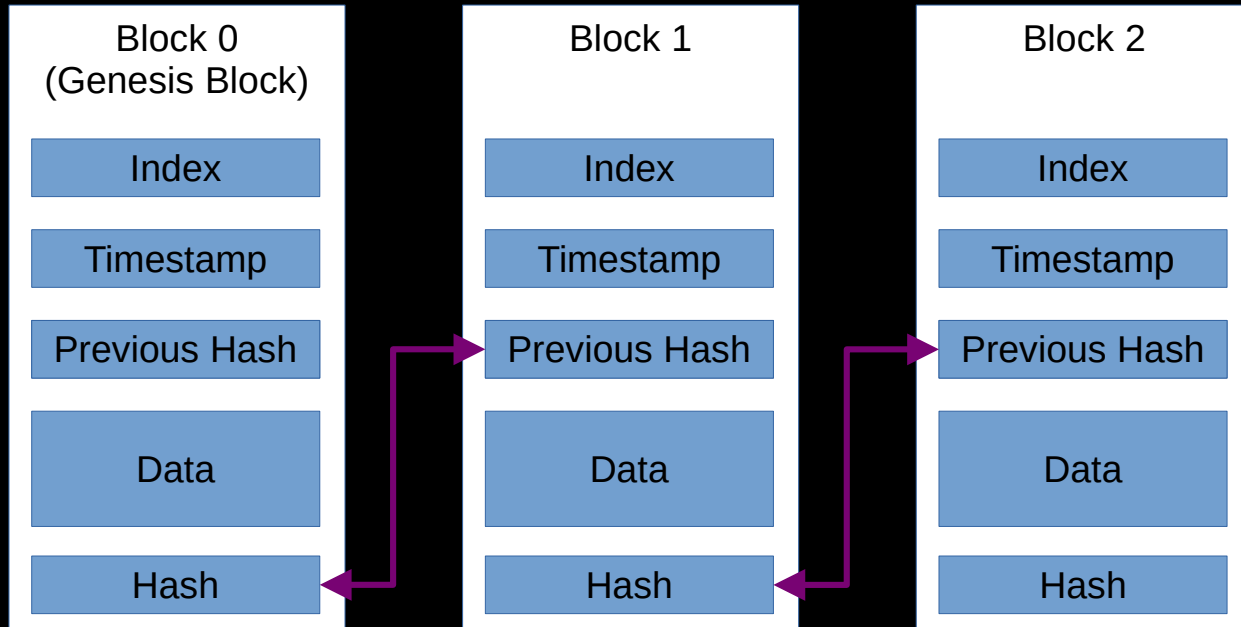 Block 0
(Genesis Block)
Index
Timestamp
Previous Hash
Data
Hash
Block 1
Index
Timestamp
Previous Hash
Data
Hash
Block 2
Index
Timestamp
Previous Hash
Data
Hash